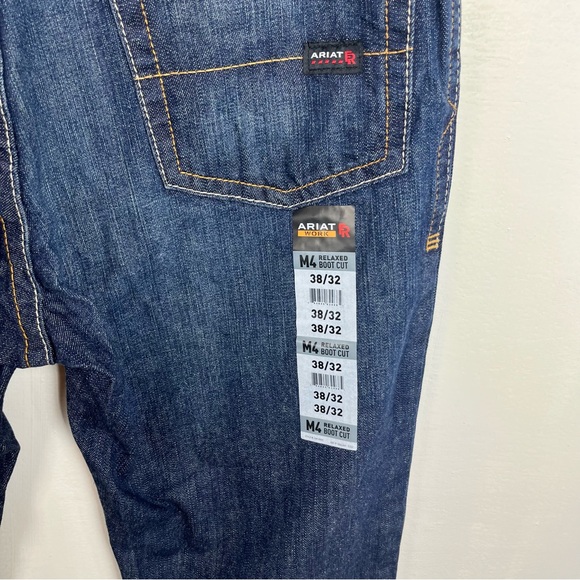 ARIAT FR
ARIAT FR
WORK
M4 RELAXED BOOT CUT
38/32
38/32
38/32
M4 RELAXED BOOT CUT
38/32
38/32
38/32
M4 RELAXED BOOT CUT